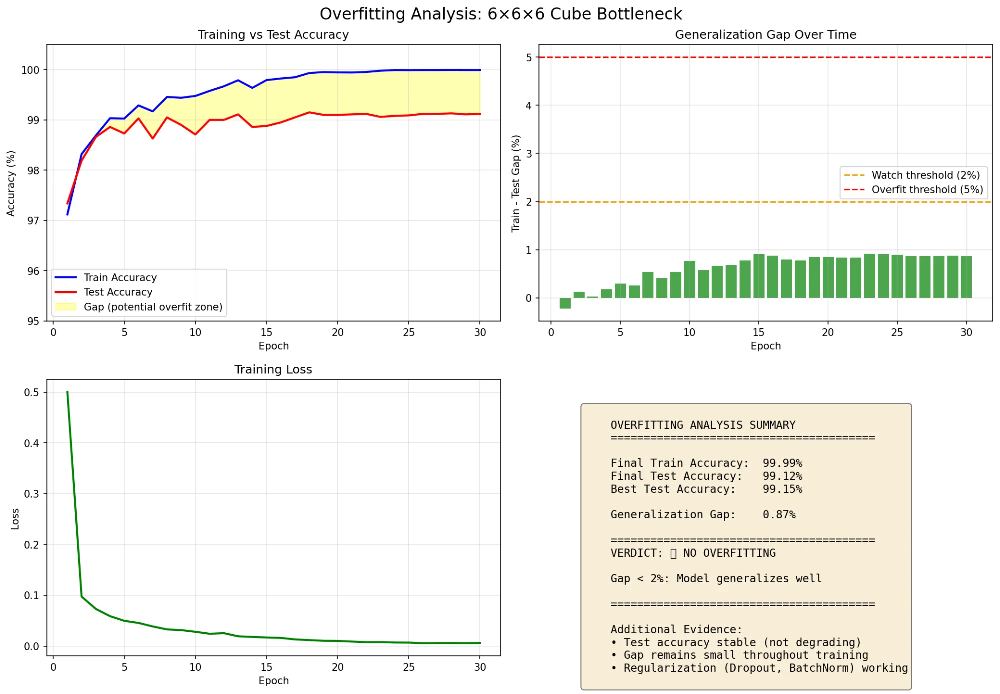 Overfitting Analysis: 6×6×6 Cube Bottleneck
Training vs Test Accuracy
100
99
98
97
96
95
Accuracy (%)
Train Accuracy
Test Accuracy
Gap (potential overfit zone)
0 5 10 15 20 25 30
Epoch
Generalization Gap Over Time
5
4
3
2
1
0
Train - Test Gap (%)
Watch threshold (2%)
Overfit threshold (5%)
0 5 10 15 20 25 30
Epoch
Training Loss
0.5
0.4
0.3
0.2
0.1
0.0
Loss
0 5 10 15 20 25 30
Epoch
OVERFITTING ANALYSIS SUMMARY
========================================
Final Train Accuracy: 99.99%
Final Test Accuracy: 99.12%
Best Test Accuracy: 99.15%
Generalization Gap: 0.87%
========================================
VERDICT: ▯ NO OVERFITTING
Gap < 2%: Model generalizes well
========================================
Additional Evidence:
• Test accuracy stable (not degrading)
• Gap remains small throughout training
• Regularization (Dropout, BatchNorm) working